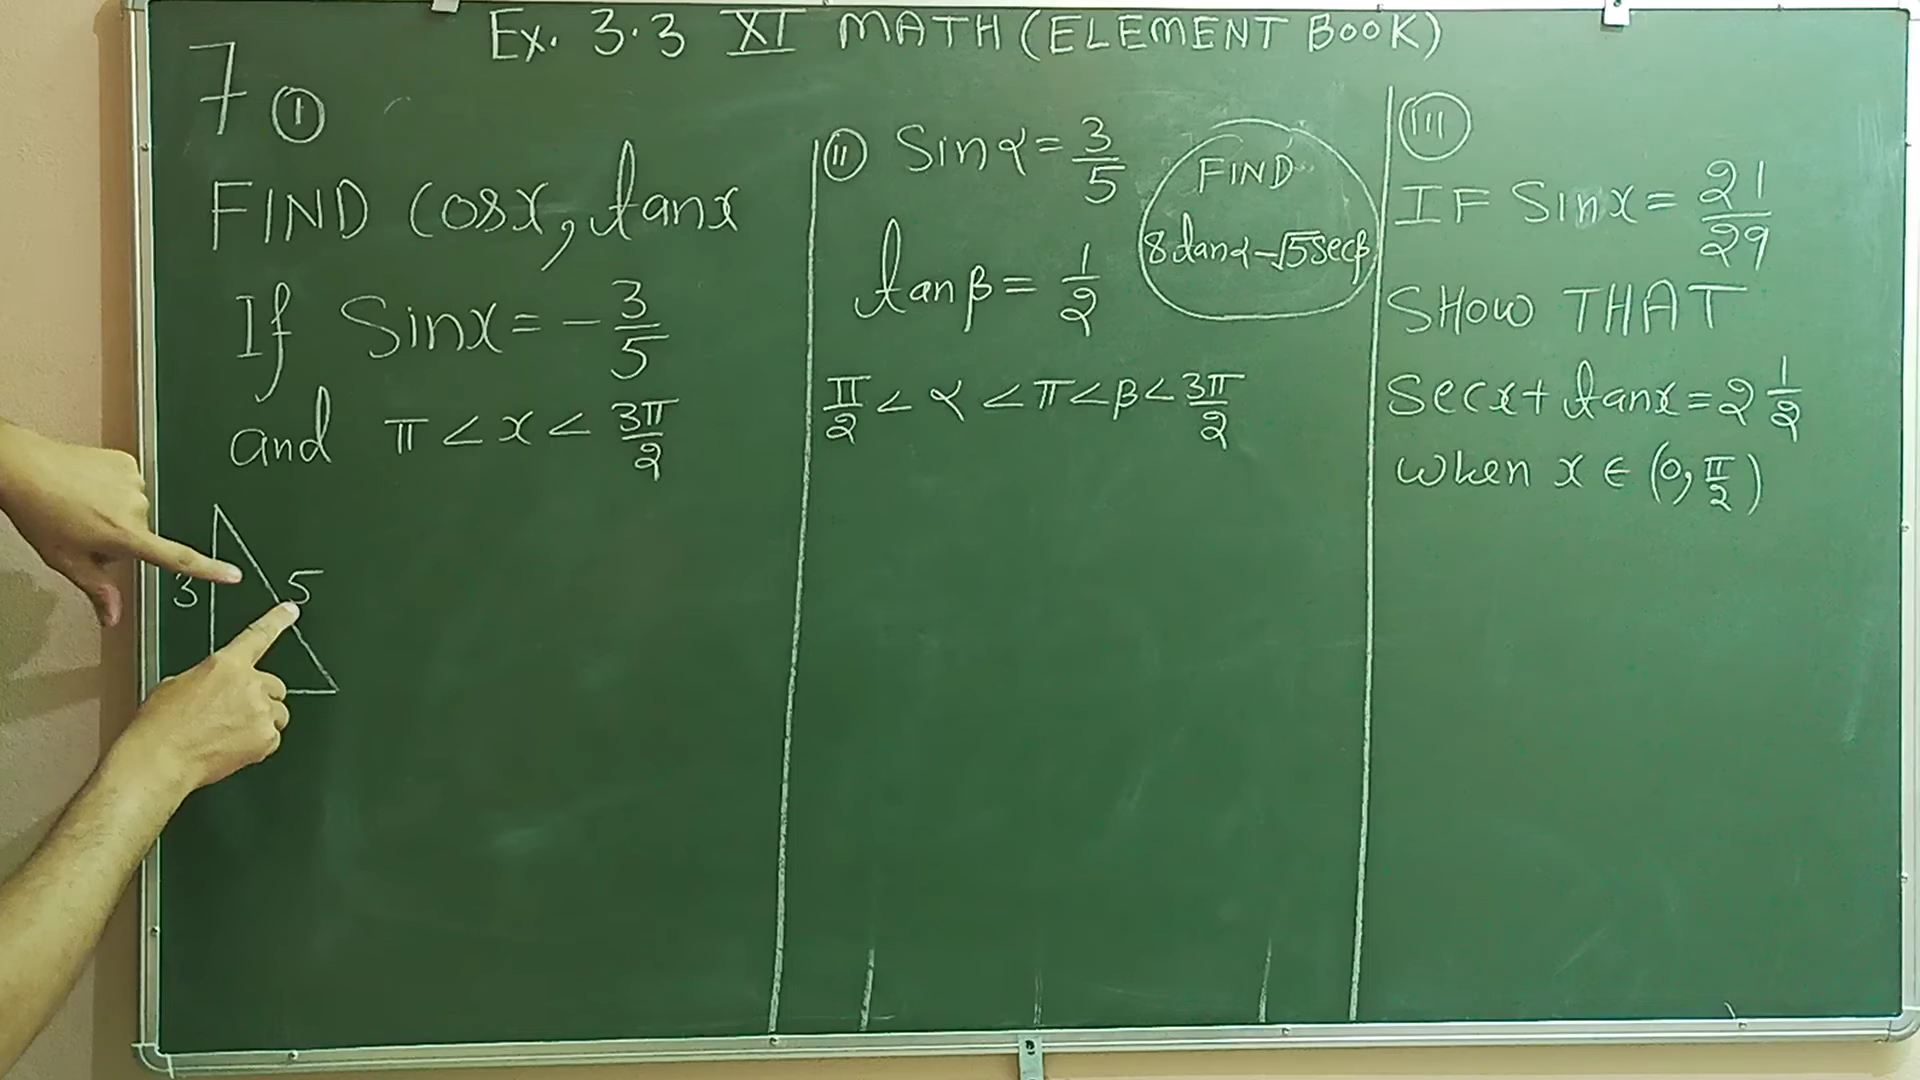 Ex. 3.3 XI MATH (ELEMENT BOOK)
7 (i)
FIND Cosx, tanx
If Sinx = -3/5
and π < x < 3π/2
3
5
(ii) Sinα = 3/5
tanβ = 1/2
π/2 < α < π < β < 3π/2
FIND
8tanα-√5secβ
(iii)
IF Sinx = 21/29
SHOW THAT
Secx + tanx = 2 1/2
when x ∈ (0, π/2)